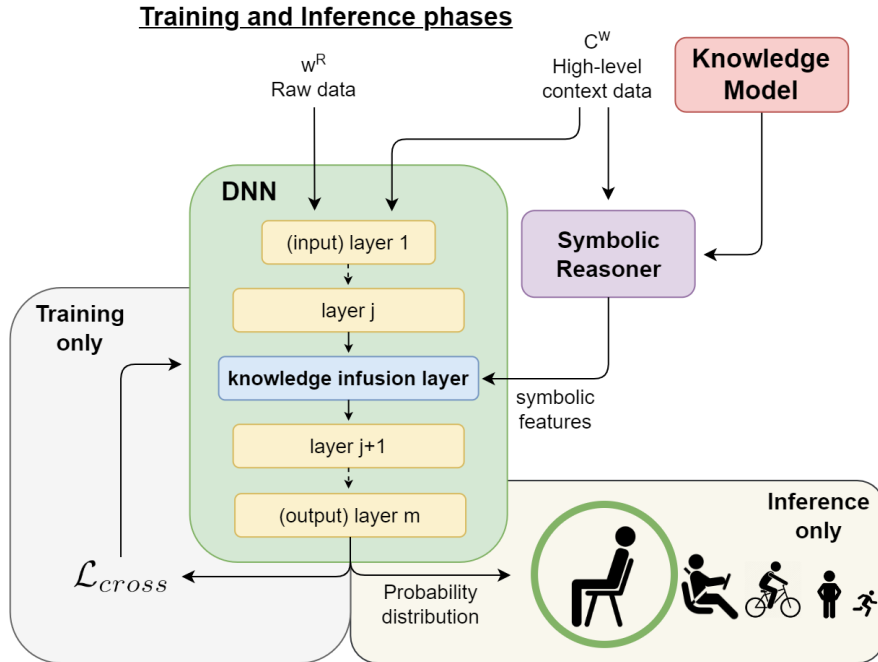 Training and Inference phases
w^R
Raw data
C^W
High-level
context data
Knowledge
Model
DNN
(input) layer 1
Symbolic
Reasoner
layer j
Training
only
knowledge infusion layer
symbolic
features
layer j+1
(output) layer m
Inference
only
ℒ_cross
Probability
distribution